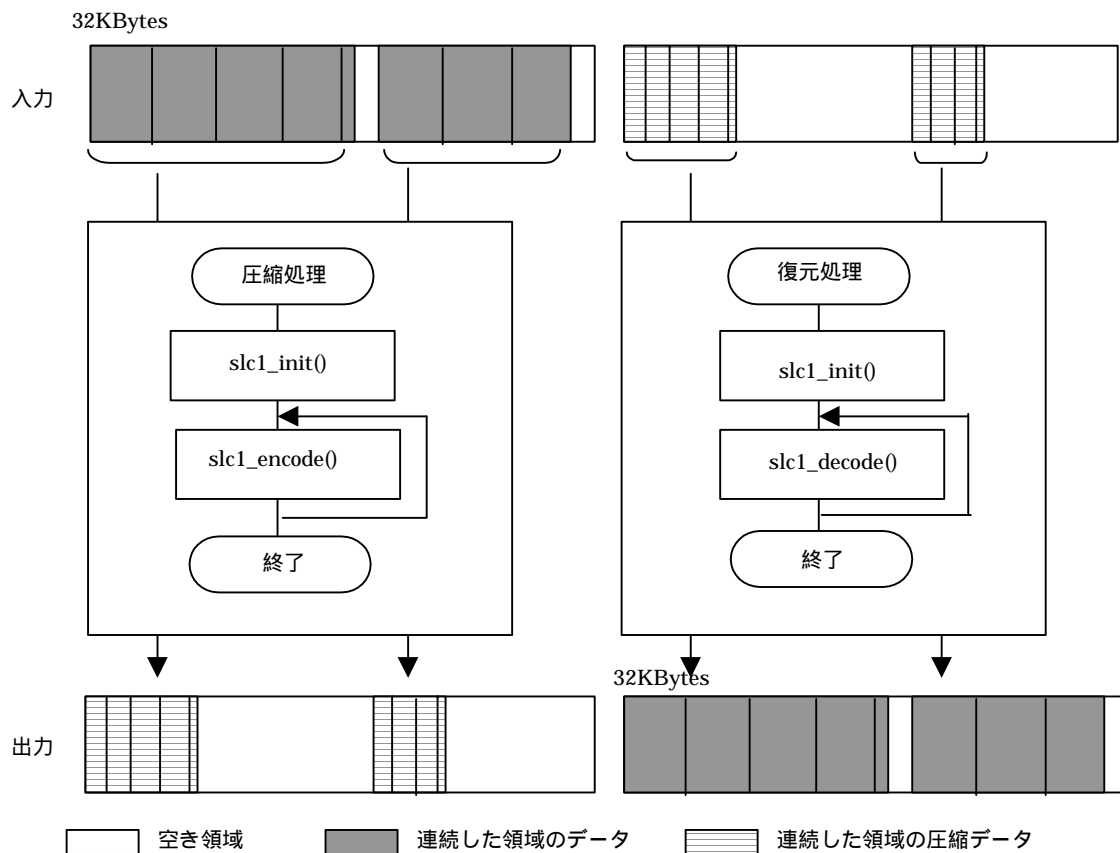 32KBytes
入力
圧縮処理
slc1_init()
slc1_encode()
終了
復元処理
slc1_init()
slc1_decode()
終了
32KBytes
出力
空き領域
連続した領域のデータ
連続した領域の圧縮データ